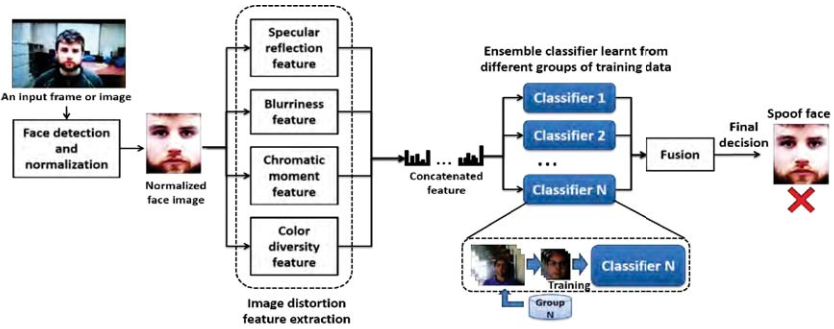 An input frame or image
Face detection
and
normalization
Normalized
face image
Specular
reflection
feature
Blurriness
feature
Chromatic
moment
feature
Color
diversity
feature
Image distortion
feature extraction
...
Concatenated
feature
Ensemble classifier learnt from
different groups of training data
Classifier 1
Classifier 2
...
Classifier N
Training
Classifier N
Group
N
Fusion
Final
decision
Spoof face